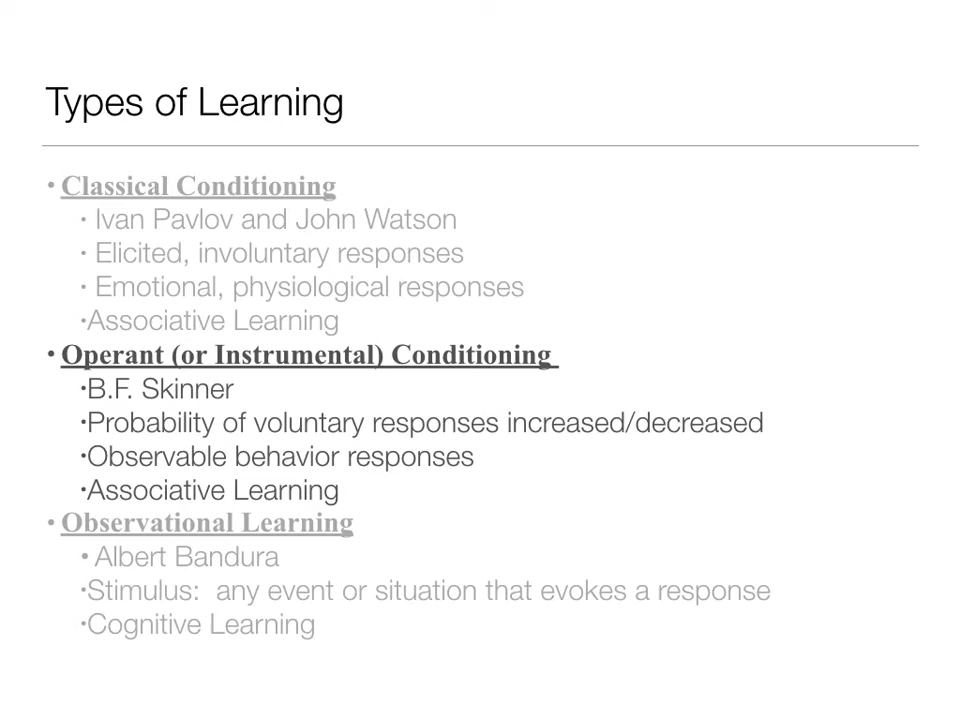 Types of Learning
• Classical Conditioning
• Ivan Pavlov and John Watson
• Elicited, involuntary responses
• Emotional, physiological responses
•Associative Learning
• Operant (or Instrumental) Conditioning
•B.F. Skinner
•Probability of voluntary responses increased/decreased
•Observable behavior responses
•Associative Learning
• Observational Learning
• Albert Bandura
•Stimulus:  any event or situation that evokes a response
•Cognitive Learning